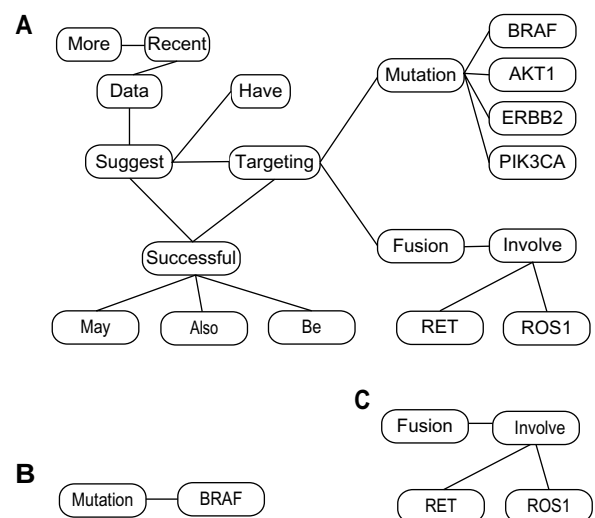 A
More
Recent
BRAF
Data
Have
Mutation
AKT1
ERBB2
Suggest
Targeting
PIK3CA
Successful
Fusion
Involve
May
Also
Be
RET
ROS1
C
Fusion
Involve
B
Mutation
BRAF
RET
ROS1